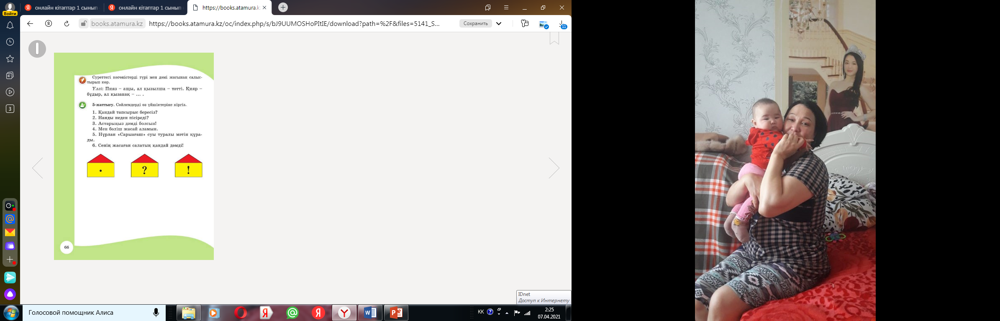 онлайн кітаптар 1 сынып
онлайн кітаптар 1 сынып
https://books.atamura.k
Войти
books.atamura.kz
https://books.atamura.kz/oc/index.php/s/bJ9UUMOSHoPItIE/download?path=%2F&files=5141_S...
Сохранить
11
3
Суреттегі көгөністерді түрі мен дәмі жағынан салыс-
тырып көр.
Үлгі: Пияз – ащы, ал қызылша – тәтті. Қияр –
бұдыр, ал қызанақ – ... .
5-жаттығу. Сөйлемдерді өз үйшіктеріне кіргіз.
1. Қандай тапсырыс бересіз?
2. Нанды неден пісіреді?
3. Астарыңыз дәмді болсын!
4. Мен бәліш жасай аламын.
5. Нұрлан «Сарыағаш» суы туралы мәтін құра-
ды.
6. Сенің жасаған салатың қандай дәмді!
. ? !
66
IDnet
Доступ к Интернету
Голосовой помощник Алиса
KK
2:25
07.04.2021